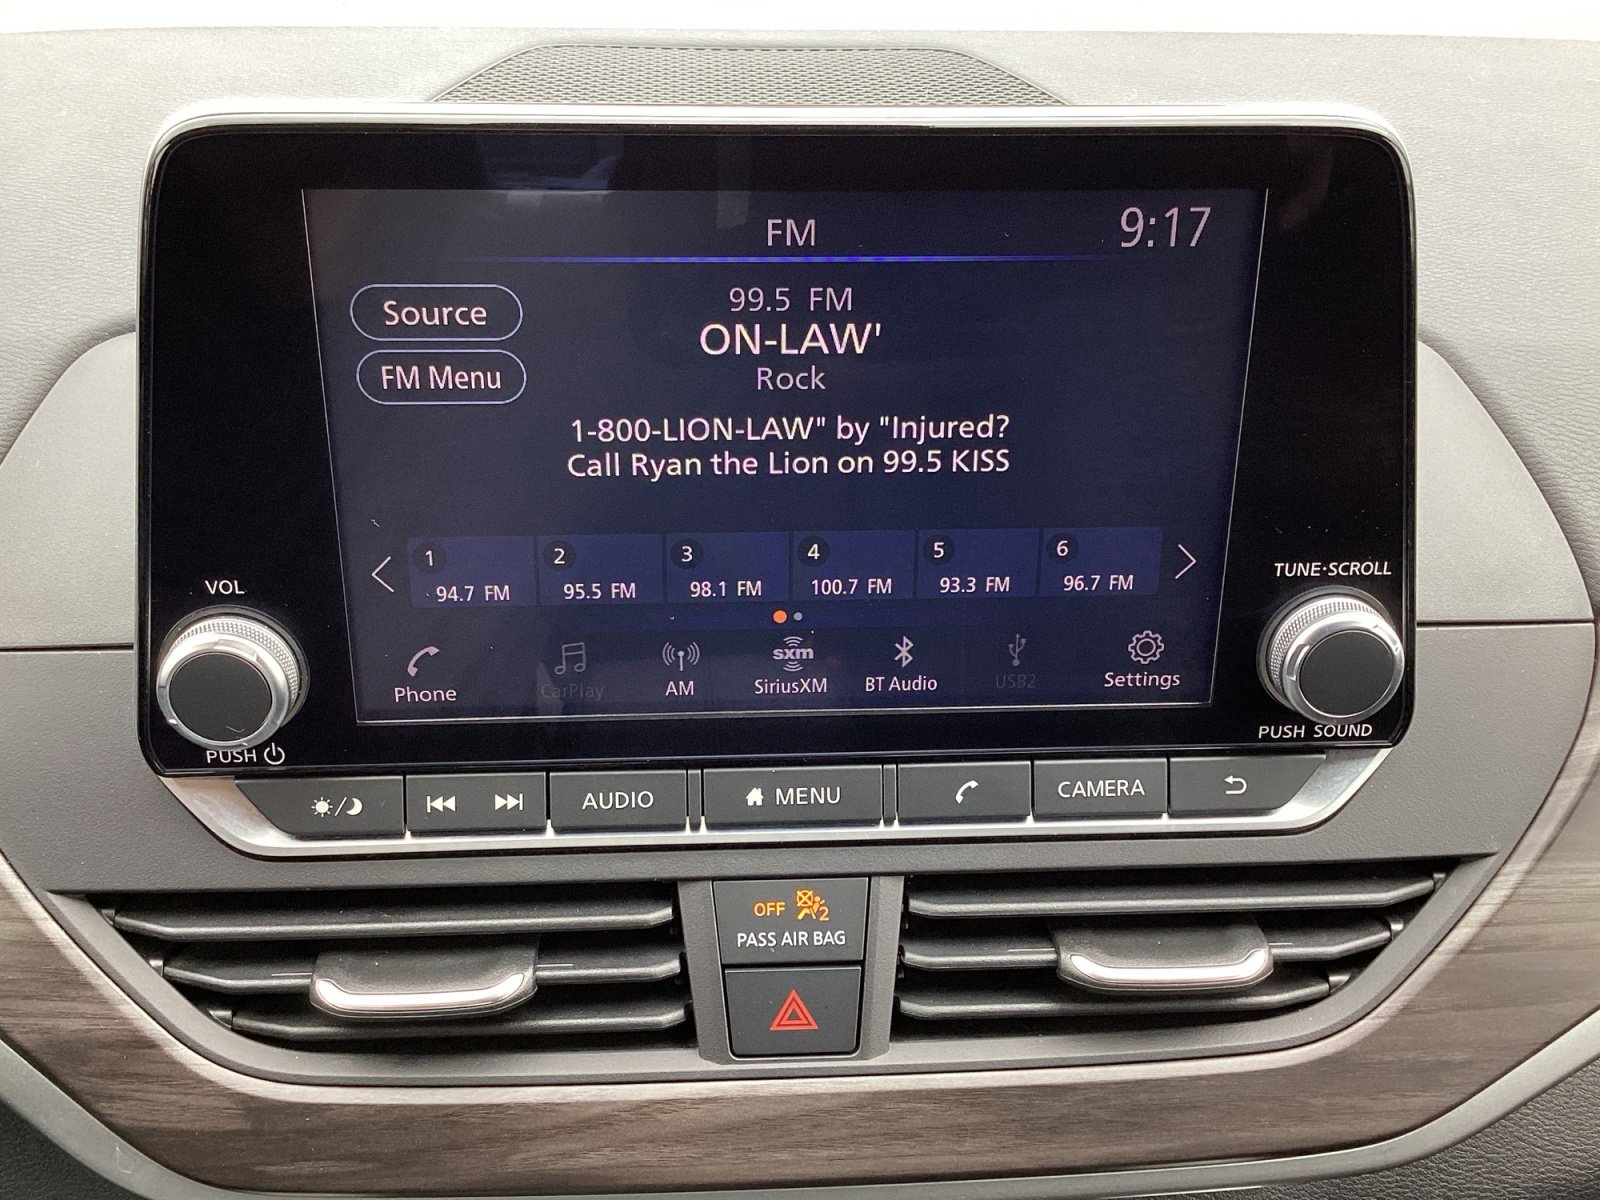 FM
9:17
Source
99.5 FM
ON-LAW'
FM Menu
Rock
1-800-LION-LAW" by "Injured?
Call Ryan the Lion on 99.5 KISS
1
2
3
4
5
6
94.7 FM
95.5 FM
98.1 FM
100.7 FM
93.3 FM
96.7 FM
VOL
TUNE·SCROLL
sxm
Phone
CarPlay
AM
SiriusXM
BT Audio
USB2
Settings
PUSH
PUSH SOUND
AUDIO
MENU
CAMERA
OFF
2
PASS AIR BAG